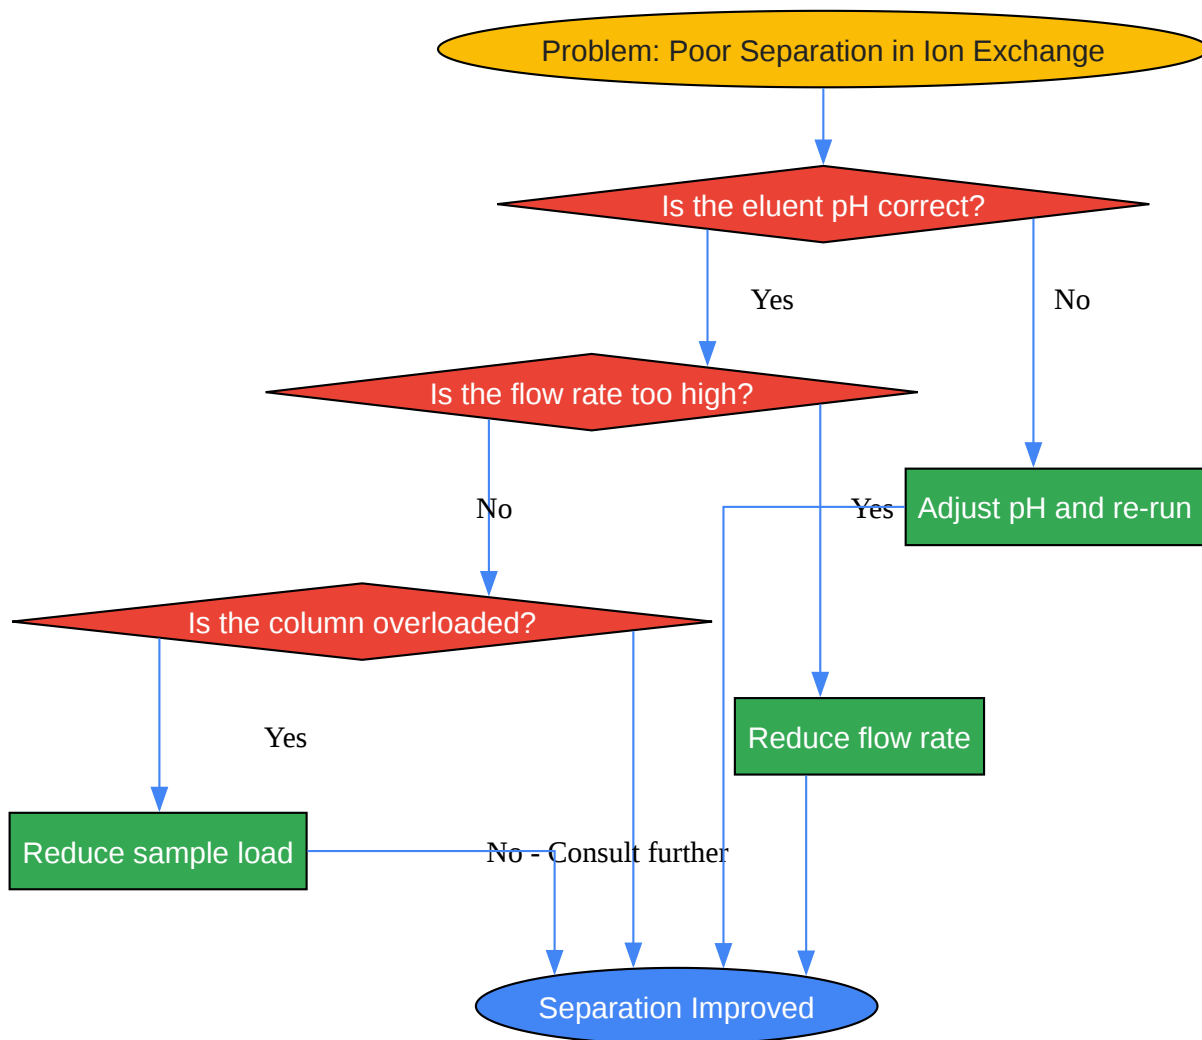 Problem: Poor Separation in Ion Exchange
Is the eluent pH correct?
Yes
No
Is the flow rate too high?
No
Yes
Adjust pH and re-run
Is the column overloaded?
Yes
Reduce flow rate
Reduce sample load
No - Consult further
Separation Improved